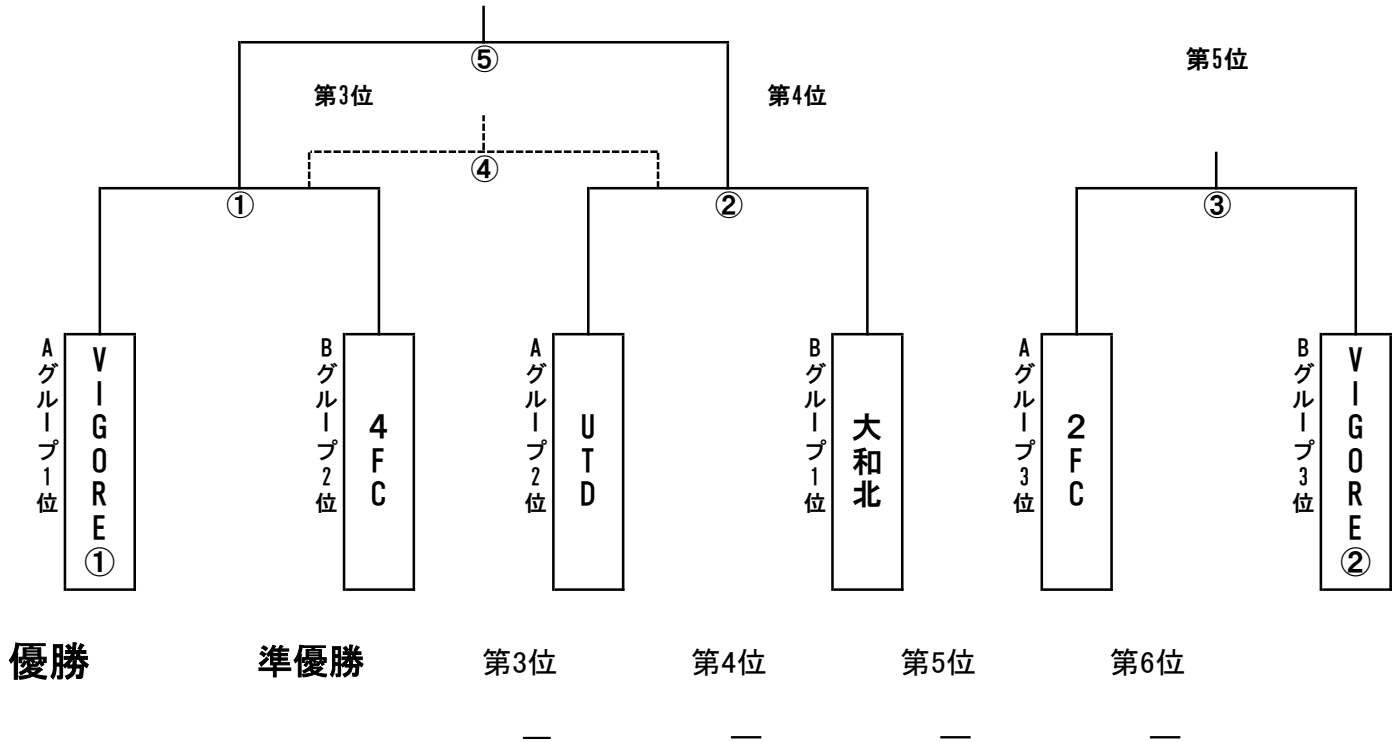 ⑤
第5位
第3位
第4位
④
①
②
③
Aグループ1位
VIGORE①
Bグループ2位
4FC
Aグループ2位
UTD
Bグループ1位
大和北
Aグループ3位
2FC
Bグループ3位
VIGORE②
優勝
準優勝
第3位
第4位
第5位
第6位